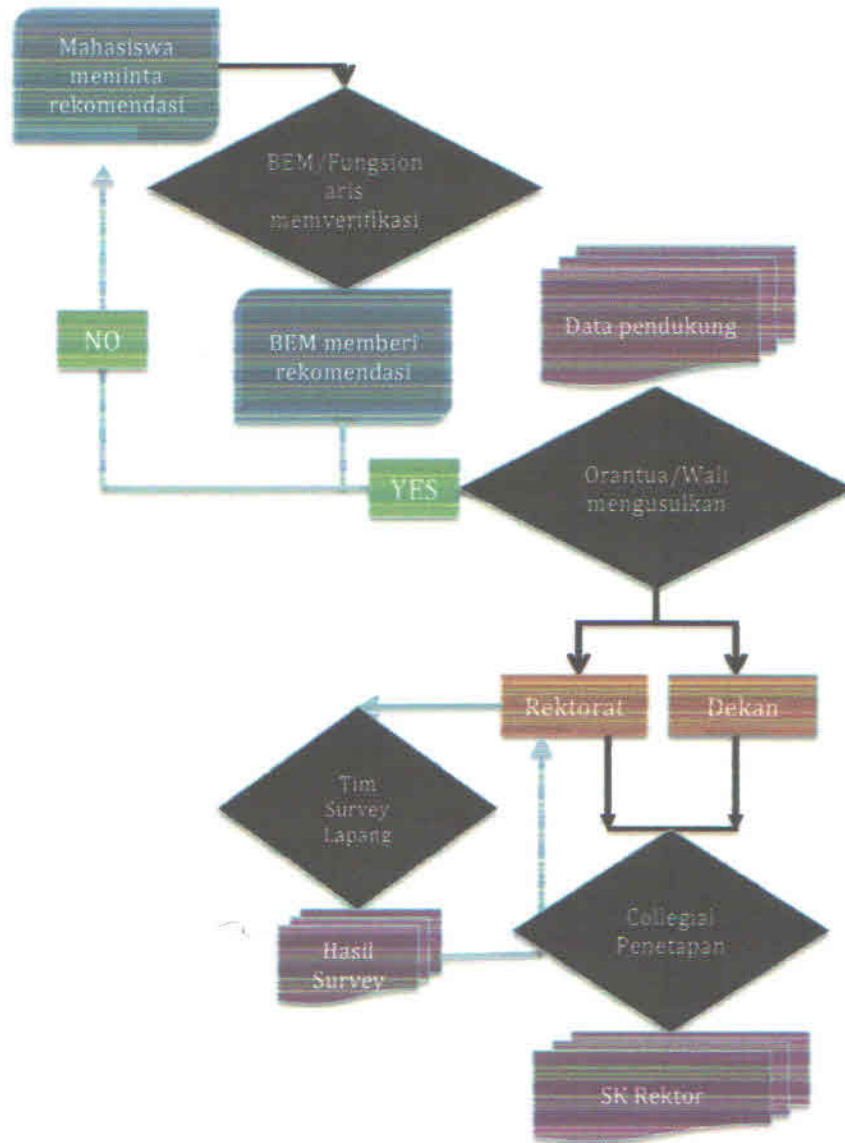 Mahasiswa
meminta
rekomendasi
BEM/Fungsion
aris
memverifikasi
NO
BEM memberi
rekomendasi
Data pendukung
YES
Orantua/Wali
mengusulkan
Rektorat
Dekan
Tim
Survey
Lapang
Hasil
Survey
Collegial
Penetapan
SK Rektor